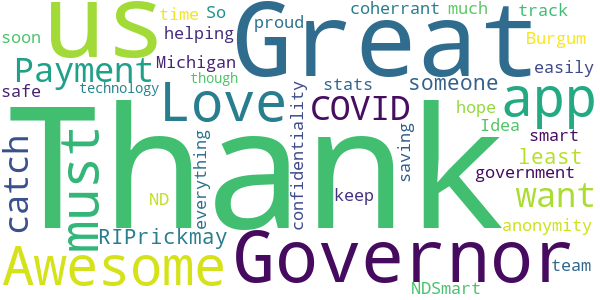 us Great
soon time So proud coherrant much track
helping Burgum
Payment Michigan stats someone easily
safe technology though hope
Love COVID app
Thank
catch must everything confidentiality saving Idea smart
least
government
ND keep want
RIPrickmay anonymity
Awesome Governor team
NDSmart